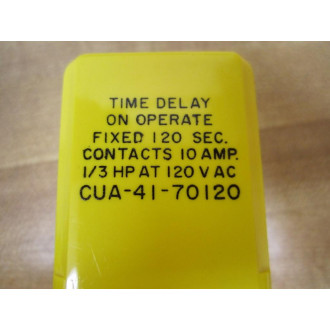 TIME DELAY
ON OPERATE
FIXED 120 SEC.
CONTACTS 10 AMP.
1/3 HP AT 120 V AC
CUA-41-70120